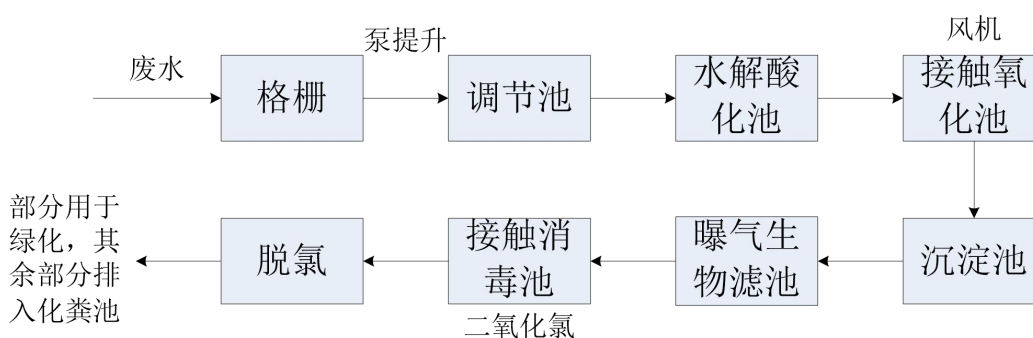 废水
格栅
泵提升
调节池
水解酸
化池
风机
接触氧
化池
沉淀池
曝气生
物滤池
接触消
毒池
二氧化氯
脱氯
部分用于
绿化，其
余部分排
入化粪池